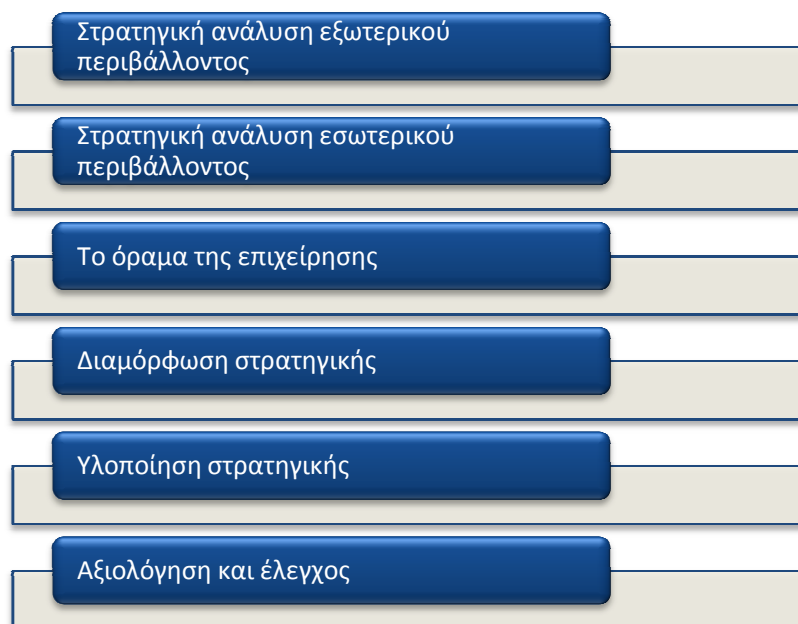 Στρατηγική ανάλυση εξωτερικού
περιβάλλοντος
Στρατηγική ανάλυση εσωτερικού
περιβάλλοντος
Το όραμα της επιχείρησης
Διαμόρφωση στρατηγικής
Υλοποίηση στρατηγικής
Αξιολόγηση και έλεγχος